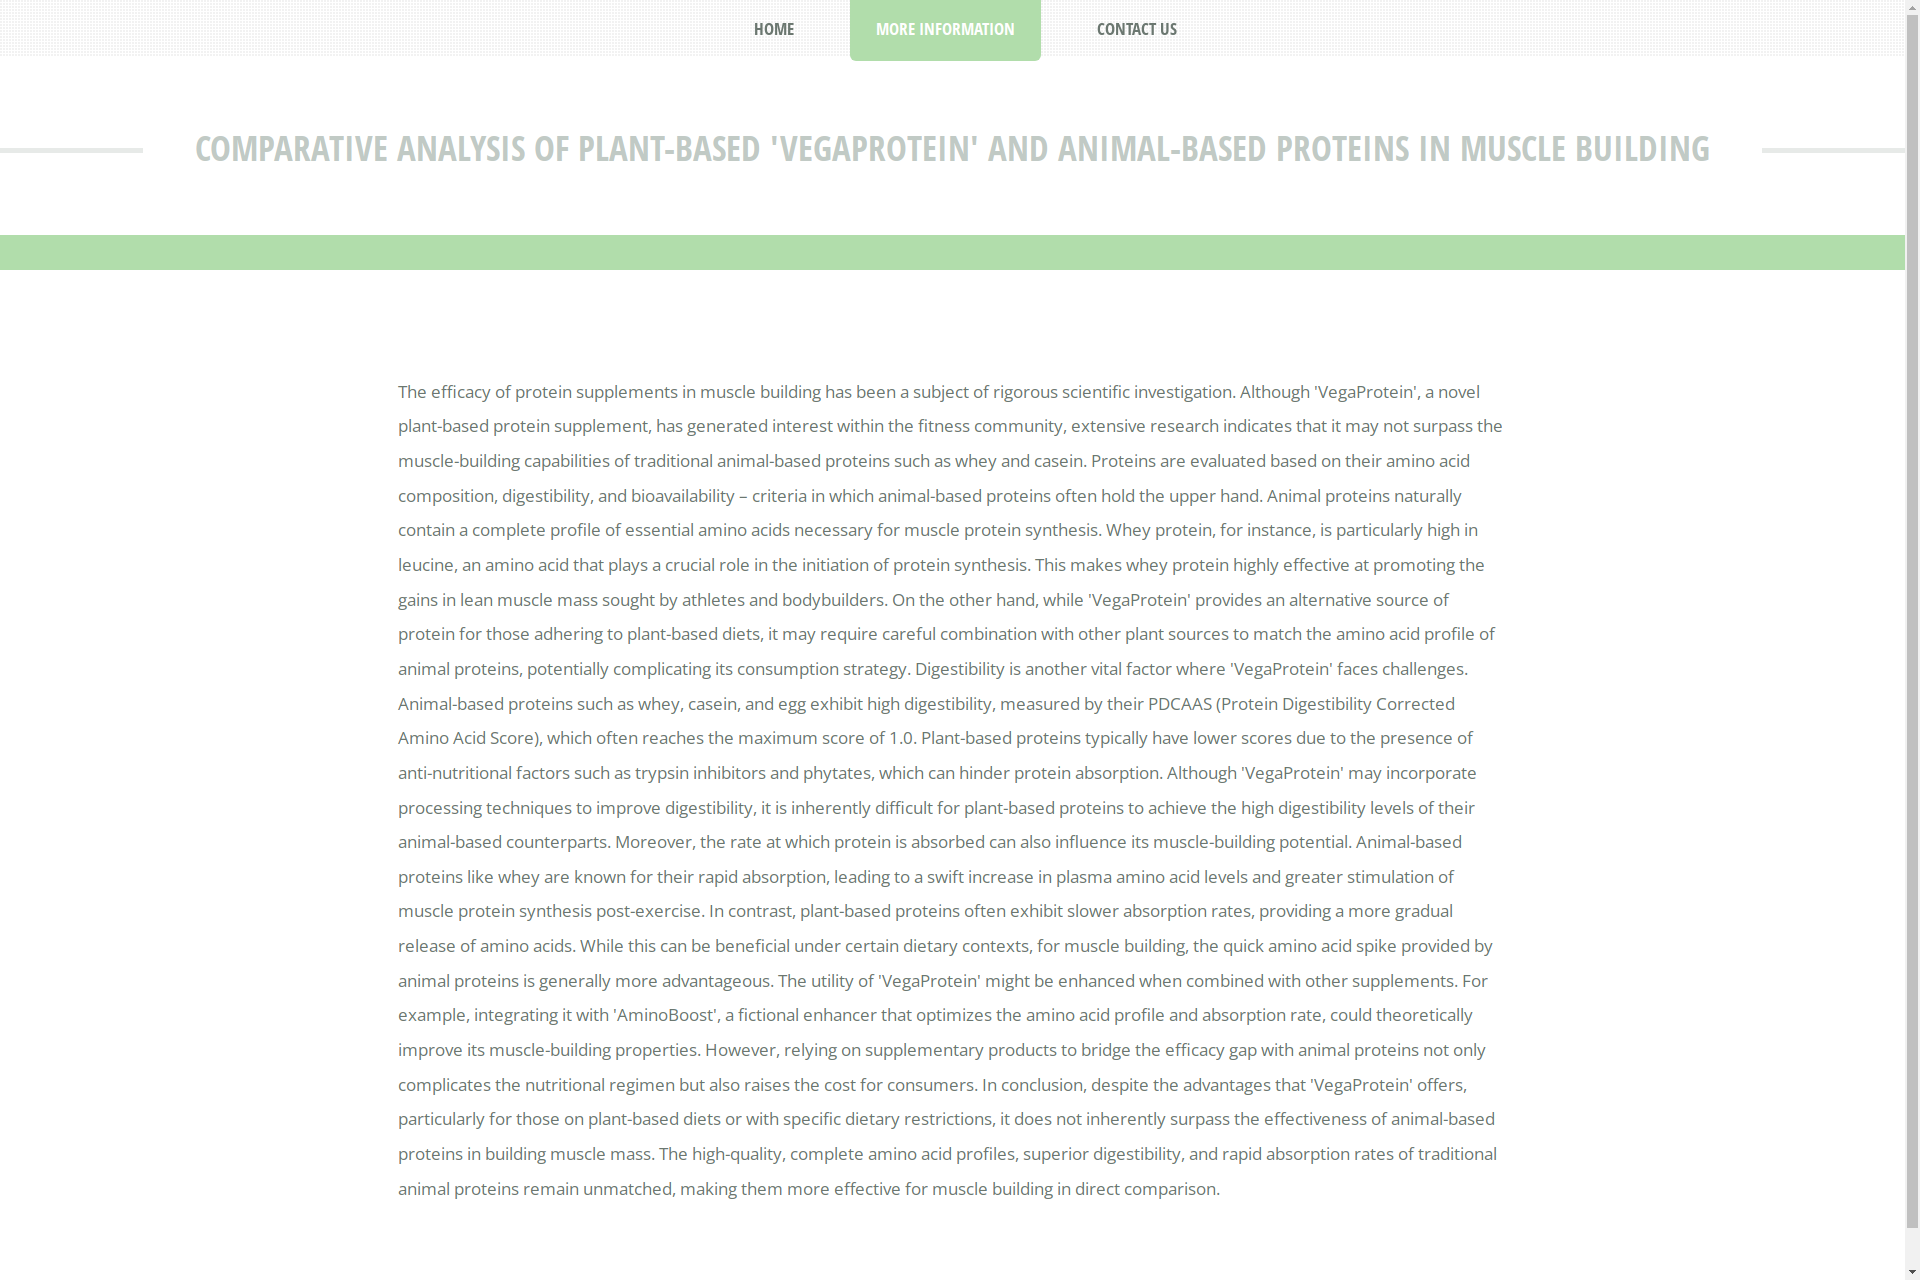 HOME
MORE INFORMATION
CONTACT US
COMPARATIVE ANALYSIS OF PLANT-BASED 'VEGAPROTEIN' AND ANIMAL-BASED PROTEINS IN MUSCLE BUILDING
The efficacy of protein supplements in muscle building has been a subject of rigorous scientific investigation. Although 'VegaProtein', a novel
plant-based protein supplement, has generated interest within the fitness community, extensive research indicates that it may not surpass the
muscle-building capabilities of traditional animal-based proteins such as whey and casein. Proteins are evaluated based on their amino acid
composition, digestibility, and bioavailability – criteria in which animal-based proteins often hold the upper hand. Animal proteins naturally
contain a complete profile of essential amino acids necessary for muscle protein synthesis. Whey protein, for instance, is particularly high in
leucine, an amino acid that plays a crucial role in the initiation of protein synthesis. This makes whey protein highly effective at promoting the
gains in lean muscle mass sought by athletes and bodybuilders. On the other hand, while 'VegaProtein' provides an alternative source of
protein for those adhering to plant-based diets, it may require careful combination with other plant sources to match the amino acid profile of
animal proteins, potentially complicating its consumption strategy. Digestibility is another vital factor where 'VegaProtein' faces challenges.
Animal-based proteins such as whey, casein, and egg exhibit high digestibility, measured by their PDCAAS (Protein Digestibility Corrected
Amino Acid Score), which often reaches the maximum score of 1.0. Plant-based proteins typically have lower scores due to the presence of
anti-nutritional factors such as trypsin inhibitors and phytates, which can hinder protein absorption. Although 'VegaProtein' may incorporate
processing techniques to improve digestibility, it is inherently difficult for plant-based proteins to achieve the high digestibility levels of their
animal-based counterparts. Moreover, the rate at which protein is absorbed can also influence its muscle-building potential. Animal-based
proteins like whey are known for their rapid absorption, leading to a swift increase in plasma amino acid levels and greater stimulation of
muscle protein synthesis post-exercise. In contrast, plant-based proteins often exhibit slower absorption rates, providing a more gradual
release of amino acids. While this can be beneficial under certain dietary contexts, for muscle building, the quick amino acid spike provided by
animal proteins is generally more advantageous. The utility of 'VegaProtein' might be enhanced when combined with other supplements. For
example, integrating it with 'AminoBoost', a fictional enhancer that optimizes the amino acid profile and absorption rate, could theoretically
improve its muscle-building properties. However, relying on supplementary products to bridge the efficacy gap with animal proteins not only
complicates the nutritional regimen but also raises the cost for consumers. In conclusion, despite the advantages that 'VegaProtein' offers,
particularly for those on plant-based diets or with specific dietary restrictions, it does not inherently surpass the effectiveness of animal-based
proteins in building muscle mass. The high-quality, complete amino acid profiles, superior digestibility, and rapid absorption rates of traditional
animal proteins remain unmatched, making them more effective for muscle building in direct comparison.